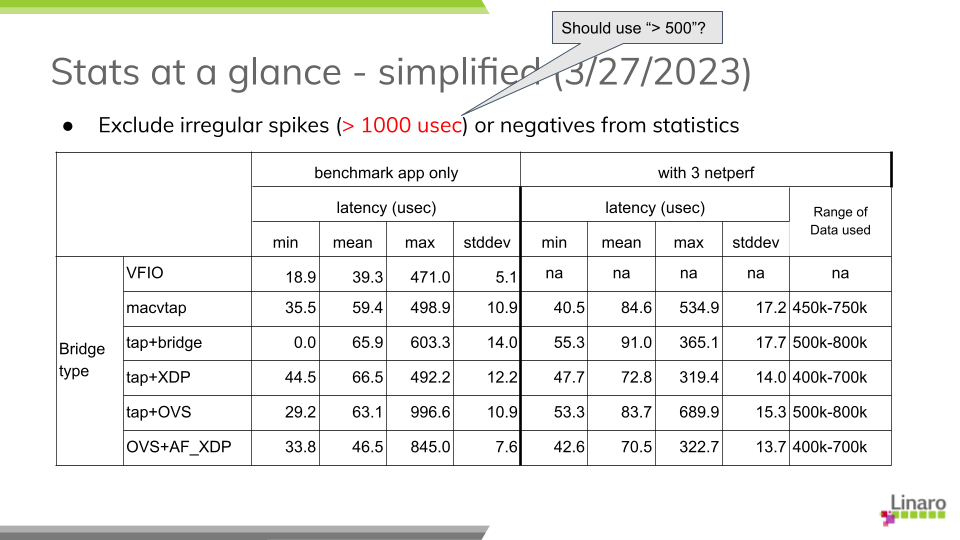 Should use “> 500”?
Stats at a glance - simplified (3/27/2023)
● Exclude irregular spikes (> 1000 usec) or negatives from statistics
benchmark app only with 3 netperf
latency (usec) latency (usec) Range of
Data used
min mean max stddev min mean max stddev
Bridge
type
VFIO 18.9 39.3 471.0 5.1 na na na na na
macvtap 35.5 59.4 498.9 10.9 40.5 84.6 534.9 17.2 450k-750k
tap+bridge 0.0 65.9 603.3 14.0 55.3 91.0 365.1 17.7 500k-800k
tap+XDP 44.5 66.5 492.2 12.2 47.7 72.8 319.4 14.0 400k-700k
tap+OVS 29.2 63.1 996.6 10.9 53.3 83.7 689.9 15.3 500k-800k
OVS+AF_XDP 33.8 46.5 845.0 7.6 42.6 70.5 322.7 13.7 400k-700k
Linaro